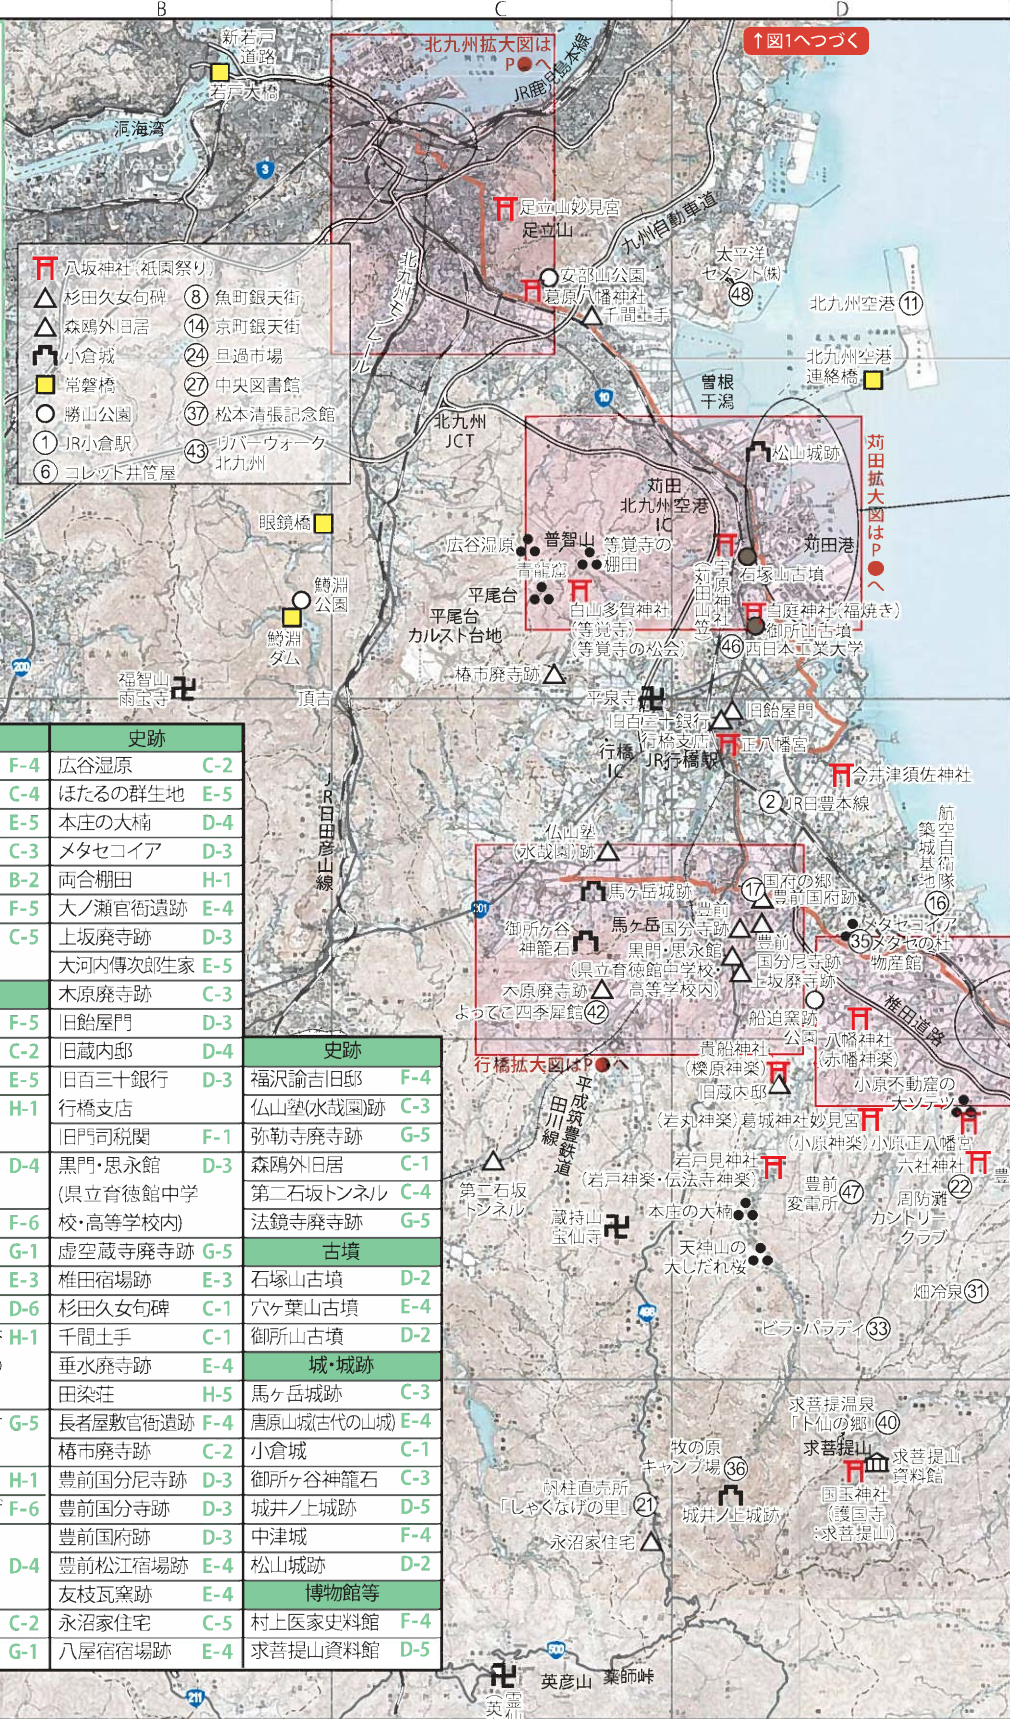 B
C
D
新若戸
道路
若戸大橋
洞海湾
3
北九州拡大図は
P●へ
JR鹿児島本線
↑図1へつづく
足立山妙見宮
足立山
九州自動車道
北九州モノレール
安部山公園
葛原八幡神社
千間土手
太平洋
セメント(株)
48
北九州空港 11
北九州空港
連絡橋
八坂神社(祇園祭り)
杉田久女句碑
森鴎外旧居
小倉城
常磐橋
勝山公園
1 JR小倉駅
6 コレット井筒屋
8 魚町銀天街
14 京町銀天街
24 旦過市場
27 中央図書館
37 松本清張記念館
43 リバーウォーク
北九州
10
曽根
干潟
北九州
JCT
松山城跡
苅田拡大図はP●へ
苅田
北九州空港
IC
苅田港
眼鏡橋
広谷湿原
普智山
等覚寺の
棚田
青龍窟
平尾台
平尾台
カルスト台地
白山多賀神社
(等覚寺)
(等覚寺の松会)
宇原神社
(苅田山笠)
石塚山古墳
白庭神社(福焼き)
御所山古墳
46 西日本工業大学
鱒淵
公園
鱒淵
ダム
200
福智山
雨宝寺
頂吉
椿市廃寺跡
平泉寺
旧飴屋門
旧百三十銀行
行橋支店
正八幡宮
行橋
IC
JR行橋駅
今井津須佐神社
2 JR日豊本線
JR日田彦山線
航空自衛隊
築城基地
16
仏山塾
(水哉園)跡
馬ヶ岳城跡
201
御所ヶ谷
神籠石
馬ヶ岳
17 国府の郷
豊前国府跡
豊前
国分寺跡
豊前
国分尼寺跡
黒門・思永館
(県立育徳館中学校・
高等学校内)
上坂廃寺跡
木原廃寺跡
よってこ四季犀館 42
メタセコイア
35 メタセの杜
物産館
船迫窯跡
公園
八幡神社
(赤幡神楽)
椎田道路
行橋拡大図はP●へ
貴船神社
(櫟原神楽)
旧蔵内邸
小原不動窟の
大ソテツ
(岩丸神楽)葛城神社妙見宮
(小原神楽)小原正八幡宮
平成筑豊鉄道
田川線
岩戸見神社
(岩戸神楽・伝法寺神楽)
六社神社
22
豊
豊前
変電所
47
周防灘
カントリー
クラブ
第二石坂
トンネル
蔵持山
宝仙寺
本庄の大楠
天神山の
大しだれ桜
496
畑冷泉 31
ビラ・パラディ 33
求菩提温泉
「卜仙の郷」 40
求菩提山
求菩提山
資料館
国玉神社
(護国寺
:求菩提山)
牧の原
キャンプ場 36
城井ノ上城跡
帆柱直売所
「しゃくなげの里」 21
永沼家住宅
500
英彦山
薬師峠
211
史跡
F-4 広谷湿原 C-2
C-4 ほたるの群生地 E-5
E-5 本庄の大楠 D-4
C-3 メタセコイア D-3
B-2 両合棚田 H-1
F-5 大ノ瀬官衙遺跡 E-4
C-5 上坂廃寺跡 D-3
大河内傳次郎生家 E-5
木原廃寺跡 C-3
F-5 旧飴屋門 D-3
C-2 旧蔵内邸 D-4
E-5 旧百三十銀行 D-3
H-1 行橋支店
旧門司税関 F-1
D-4 黒門・思永館 D-3
(県立育徳館中学
F-6 校・高等学校内)
G-1 虚空蔵寺廃寺跡 G-5
E-3 椎田宿場跡 E-3
D-6 杉田久女句碑 C-1
H-1 千間土手 C-1
垂水廃寺跡 E-4
田染荘 H-5
G-5 長者屋敷官衙遺跡 F-4
椿市廃寺跡 C-2
H-1 豊前国分尼寺跡 D-3
F-6 豊前国分寺跡 D-3
豊前国府跡 D-3
D-4 豊前松江宿場跡 E-4
友枝瓦窯跡 E-4
C-2 永沼家住宅 C-5
G-1 八屋宿宿場跡 E-4
史跡
福沢諭吉旧邸 F-4
仏山塾(水哉園)跡 C-3
弥勒寺廃寺跡 G-5
森鴎外旧居 C-1
第二石坂トンネル C-4
法鏡寺廃寺跡 G-5
古墳
石塚山古墳 D-2
穴ヶ葉山古墳 E-4
御所山古墳 D-2
城・城跡
馬ヶ岳城跡 C-3
唐原山城(古代の山城) E-4
小倉城 C-1
御所ヶ谷神籠石 C-3
城井ノ上城跡 D-5
中津城 F-4
松山城跡 D-2
博物館等
村上医家史料館 F-4
求菩提山資料館 D-5